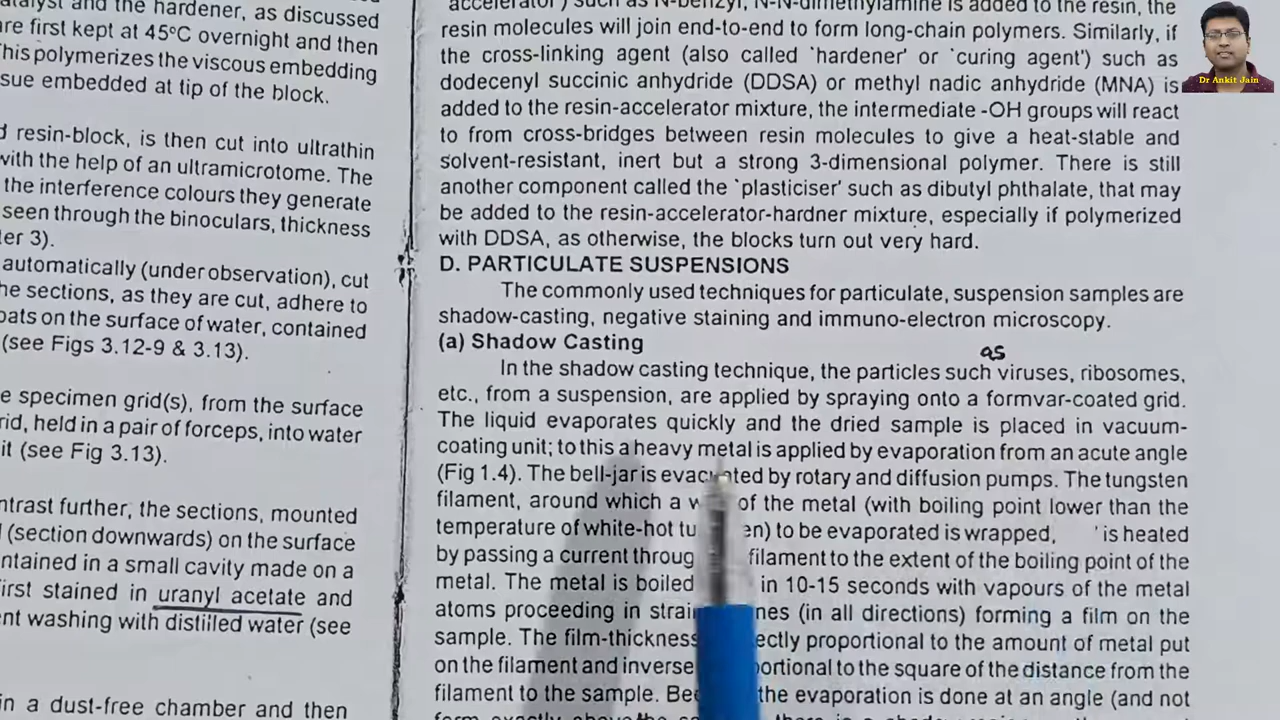 atalyst and the hardener, as discussed
are first kept at 45°C overnight and then
This polymerizes the viscous embedding
sue embedded at tip of the block.
d resin-block, is then cut into ultrathin
with the help of an ultramicrotome. The
the interference colours they generate
seen through the binoculars, thickness
ter 3).
automatically (under observation), cut
he sections, as they are cut, adhere to
oats on the surface of water, contained
(see Figs 3.12-9 & 3.13).
e specimen grid(s), from the surface
rid, held in a pair of forceps, into water
it (see Fig 3.13).
ntrast further, the sections, mounted
(section downwards) on the surface
ntained in a small cavity made on a
first stained in uranyl acetate and
ent washing with distilled water (see
in a dust-free chamber and then
accelerator') such as N-benzyl, N-N-dimethylamine is added to the resin, the
resin molecules will join end-to-end to form long-chain polymers. Similarly, if
the cross-linking agent (also called `hardener' or `curing agent') such as
dodecenyl succinic anhydride (DDSA) or methyl nadic anhydride (MNA) is
added to the resin-accelerator mixture, the intermediate -OH groups will react
to from cross-bridges between resin molecules to give a heat-stable and
solvent-resistant, inert but a strong 3-dimensional polymer. There is still
another component called the `plasticiser' such as dibutyl phthalate, that may
be added to the resin-accelerator-hardner mixture, especially if polymerized
with DDSA, as otherwise, the blocks turn out very hard.
D. PARTICULATE SUSPENSIONS
The commonly used techniques for particulate, suspension samples are
shadow-casting, negative staining and immuno-electron microscopy.
(a) Shadow Casting
as
In the shadow casting technique, the particles such viruses, ribosomes,
etc., from a suspension, are applied by spraying onto a formvar-coated grid.
The liquid evaporates quickly and the dried sample is placed in vacuum-
coating unit; to this a heavy metal is applied by evaporation from an acute angle
(Fig 1.4). The bell-jar is evacuated by rotary and diffusion pumps. The tungsten
filament, around which a w of the metal (with boiling point lower than the
temperature of white-hot tu en) to be evaporated is wrapped, ' is heated
by passing a current throug filament to the extent of the boiling point of the
metal. The metal is boiled in 10-15 seconds with vapours of the metal
atoms proceeding in strai nes (in all directions) forming a film on the
sample. The film-thickness ectly proportional to the amount of metal put
on the filament and inverse portional to the square of the distance from the
filament to the sample. Be the evaporation is done at an angle (and not
Dr Ankit Jain